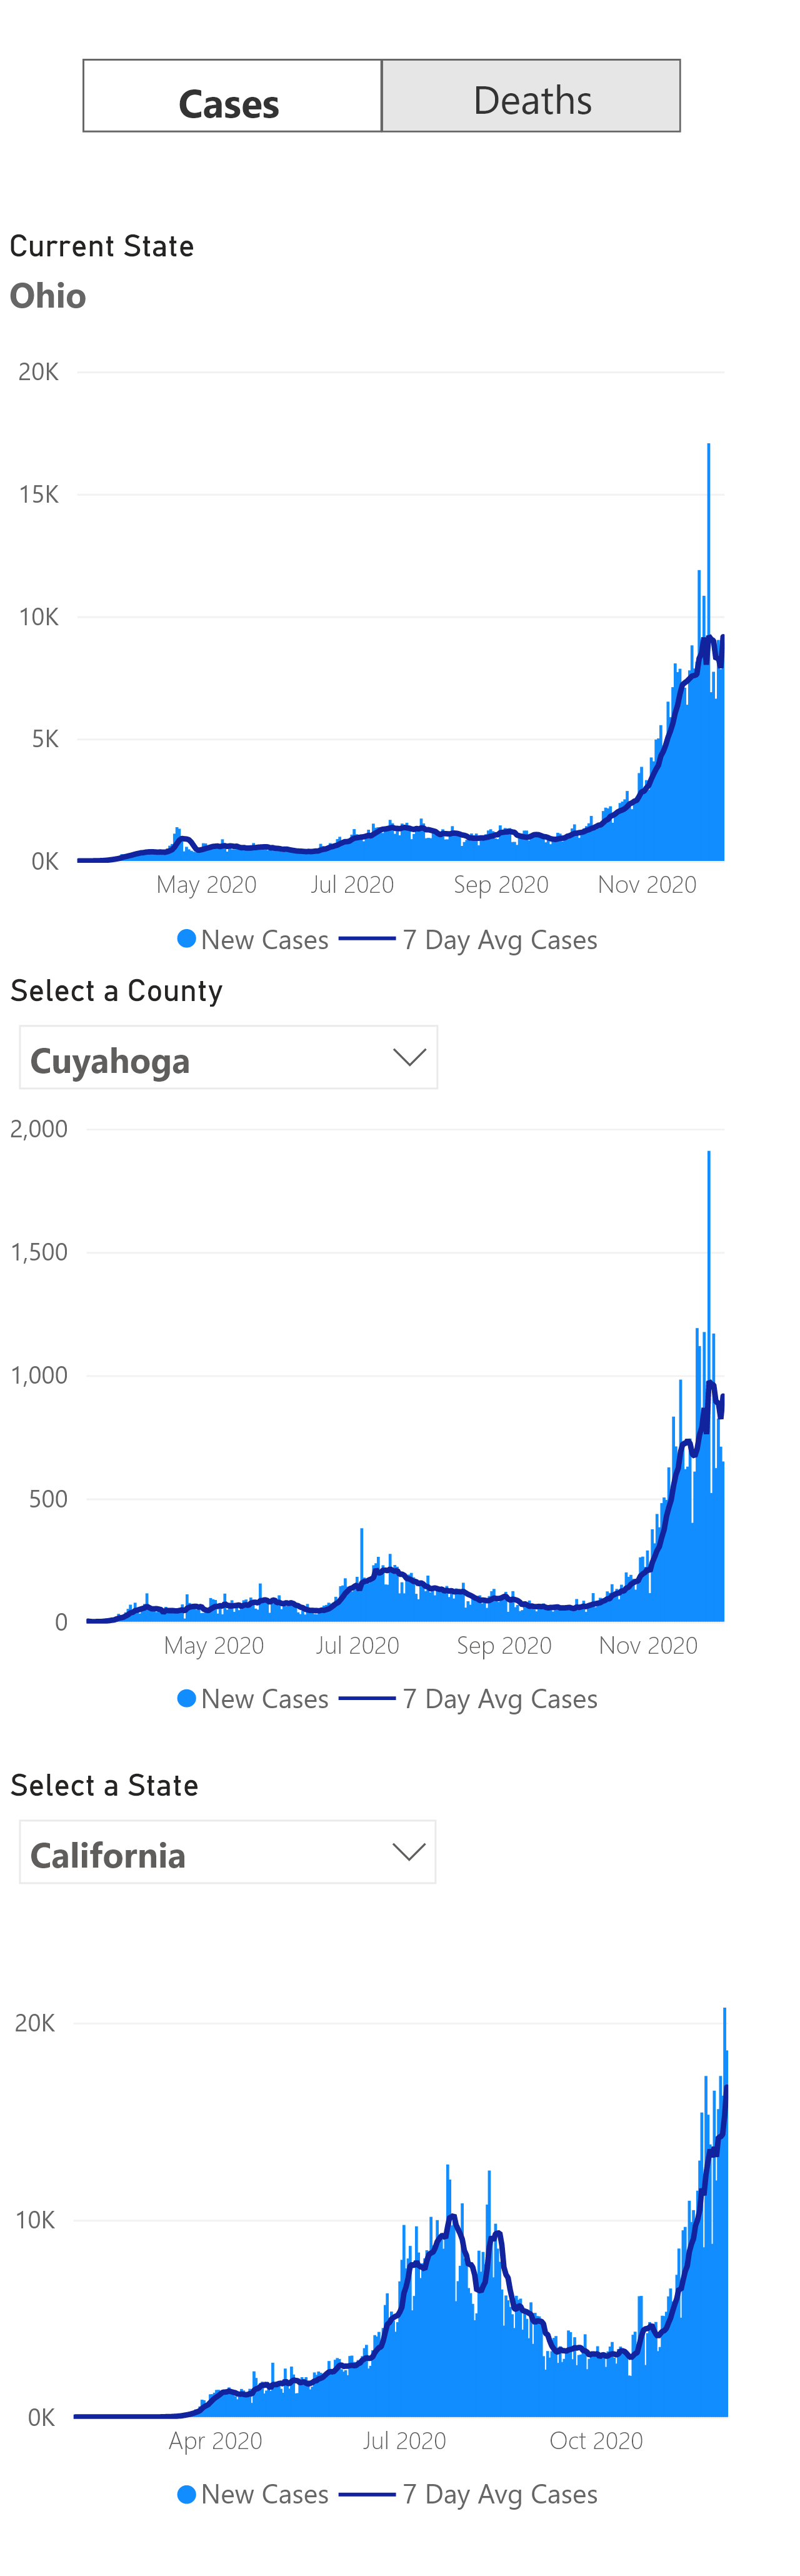 Cases Deaths
Current State
Ohio
20K
15K
10K
5K
0K
May 2020 Jul 2020 Sep 2020 Nov 2020
New Cases 7 Day Avg Cases
Select a County
Cuyahoga
2,000
1,500
1,000
500
0
May 2020 Jul 2020 Sep 2020 Nov 2020
New Cases 7 Day Avg Cases
Select a State
California
20K
10K
0K
Apr 2020 Jul 2020 Oct 2020
New Cases 7 Day Avg Cases